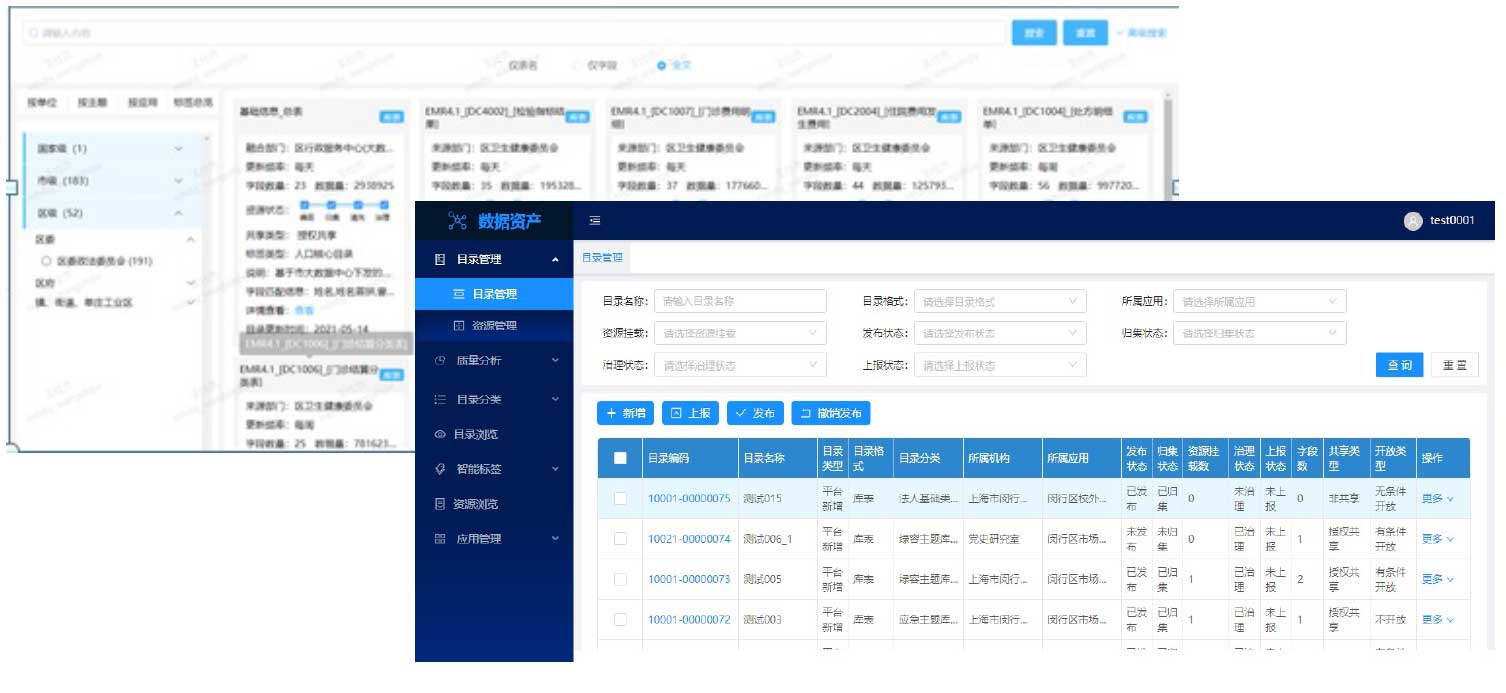 请输入内容
搜索 重置 高级搜索
仅表名 仅字段 全文
按单位 按主题 按应用 标签总览
国家级 (1)
市级 (183)
区级 (52)
区委
区委政法委员会 (191)
区府
镇、街道、莘庄工业区
基础信息_总表
融合部门: 区行政服务中心(大数...
更新频率: 每天
字段数量: 23 数据量: 2938925
资源状态:
共享类型: 授权共享
标签类型: 人口核心目录
说明: 基于市大数据中心下发的...
字段匹配信息: 姓名,姓名英拼,曾...
详情查看: 查看
目录更新时间: 2021-05-14
EMR4.1_[DC1006]_[门诊结算分类表]
EMR4.1_[DC1006]_[门诊结算分
类表]
来源部门: 区卫生健康委员会
更新频率: 每周
字段数量: 25 数据量: 781623...
EMR4.1_[DC4002]_[检验指标结
果]
来源部门: 区卫生健康委员会
更新频率: 每天
字段数量: 35 数据量: 195328...
EMR4.1_[DC1007]_[门诊费用明
细]
来源部门: 区卫生健康委员会
更新频率: 每天
字段数量: 37 数据量: 177660...
EMR4.1_[DC2004]_[住院费用发
生费用]
来源部门: 区卫生健康委员会
更新频率: 每天
字段数量: 44 数据量: 125793...
EMR4.1_[DC1004]_[处方明细
单]
来源部门: 区卫生健康委员会
更新频率: 每周
字段数量: 56 数据量: 997720...
数据资产
test0001
目录管理
目录管理
资源管理
质量分析
目录分类
目录浏览
智能标签
资源浏览
应用管理
目录管理
目录名称: 请输入目录名称 目录格式: 请选择目录格式 所属应用: 请选择所属应用
资源挂载: 请选择资源挂载 发布状态: 请选择发布状态 归集状态: 请选择归集状态
治理状态: 请选择治理状态 上报状态: 请选择上报状态 查 询 重 置
新增 上报 发布 撤销发布
目录编码 目录名称 目录类型 目录格式 目录分类 所属机构 所属应用 发布状态 归集状态 资源挂载数 治理状态 上报状态 字段数 共享类型 开放类型 操作
10001-00000075 测试015 平台新增 库表 法人基础类... 上海市闵行... 闵行区校外... 已发布 已归集 0 未治理 未上报 0 非共享 无条件开放 更多
10021-00000074 测试006_1 平台新增 库表 绿容主题库... 党史研究室 闵行区市场... 未发布 未归集 0 已治理 未上报 1 授权共享 有条件开放 更多
10001-00000073 测试005 平台新增 库表 绿容主题库... 上海市闵行... 闵行区市场... 已发布 已归集 1 已治理 未上报 2 授权共享 有条件开放 更多
10001-00000072 测试003 平台新增 库表 应急主题库... 上海市闵行... 闵行区市场... 已发布 已归集 1 已治理 未上报 1 授权共享 不开放 更多